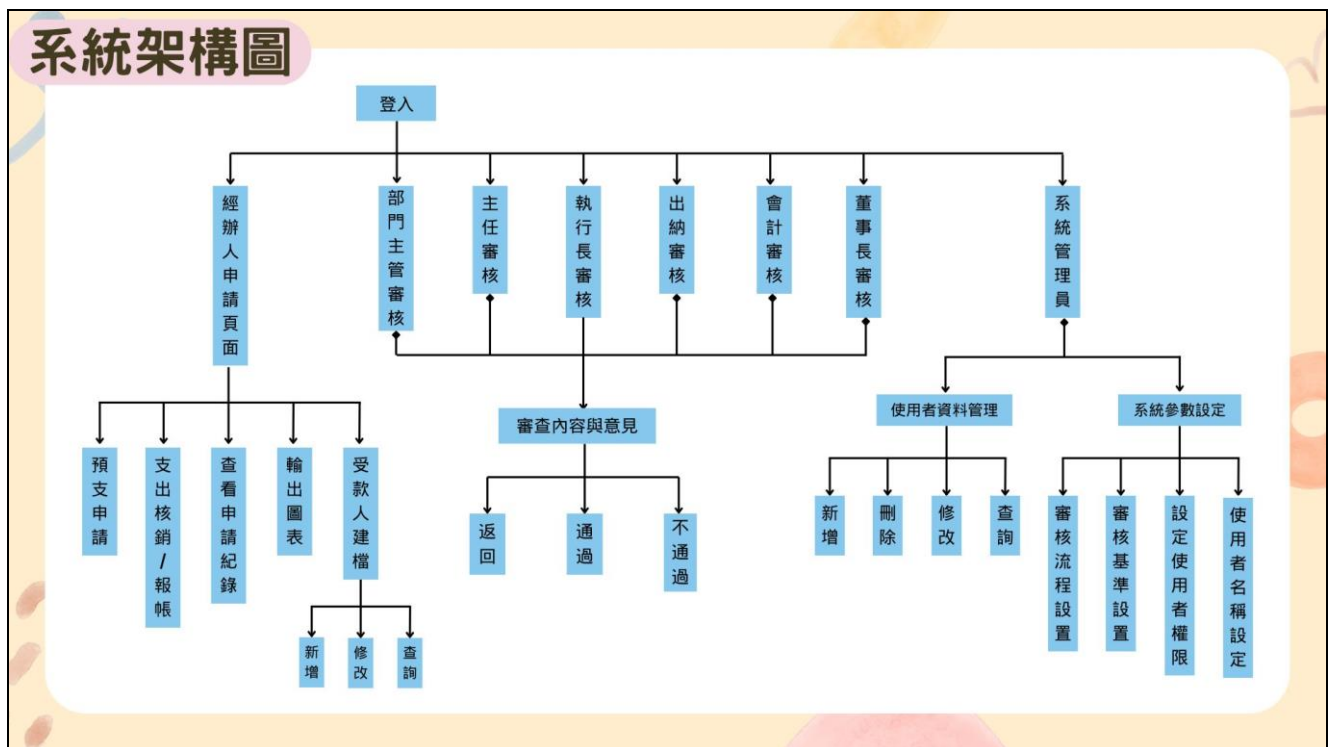 系統架構圖
登入
經辦人申請頁面
部門主管審核
主任審核
執行長審核
出納審核
會計審核
董事長審核
系統管理員
審查內容與意見
使用者資料管理
系統參數設定
預支申請
支出核銷/報帳
查看申請紀錄
輸出圖表
受款人建檔
返回
通過
不通過
新增
刪除
修改
查詢
審核流程設置
審核基準設置
設定使用者權限
使用者名稱設定
新增
修改
查詢